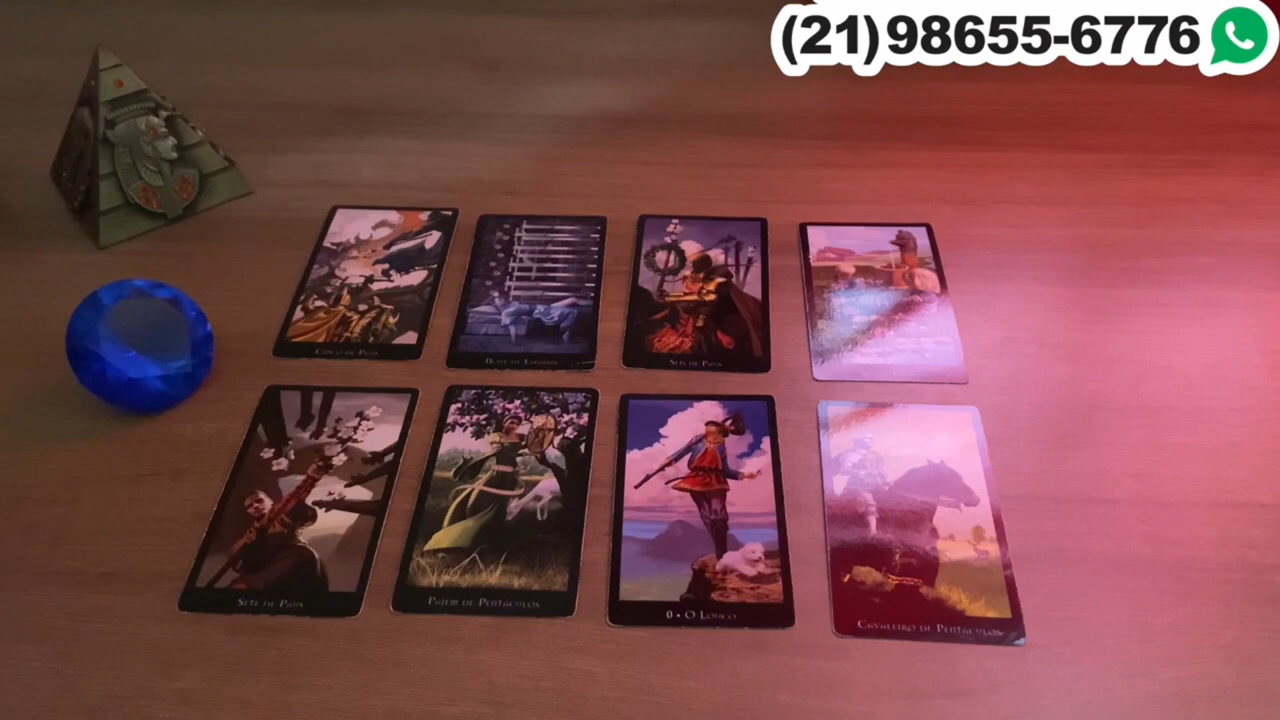 (21)98655-6776
Cinco de Paus
Nove de Espadas
Seis de Paus
Sete de Paus
Pajem de Pentáculos
0 • O Louco
Cavaleiro de Pentáculos